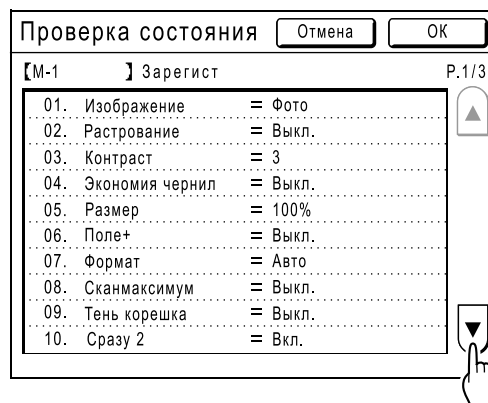 Проверка состояния Отмена ОК
【M-1 】 Зарегист P.1/3
01. Изображение = Фото
02. Растрование = Выкл.
03. Контраст = 3
04. Экономия чернил = Выкл.
05. Размер = 100%
06. Поле+ = Выкл.
07. Формат = Авто
08. Сканмаксимум = Выкл.
09. Тень корешка = Выкл.
10. Сразу 2 = Вкл.